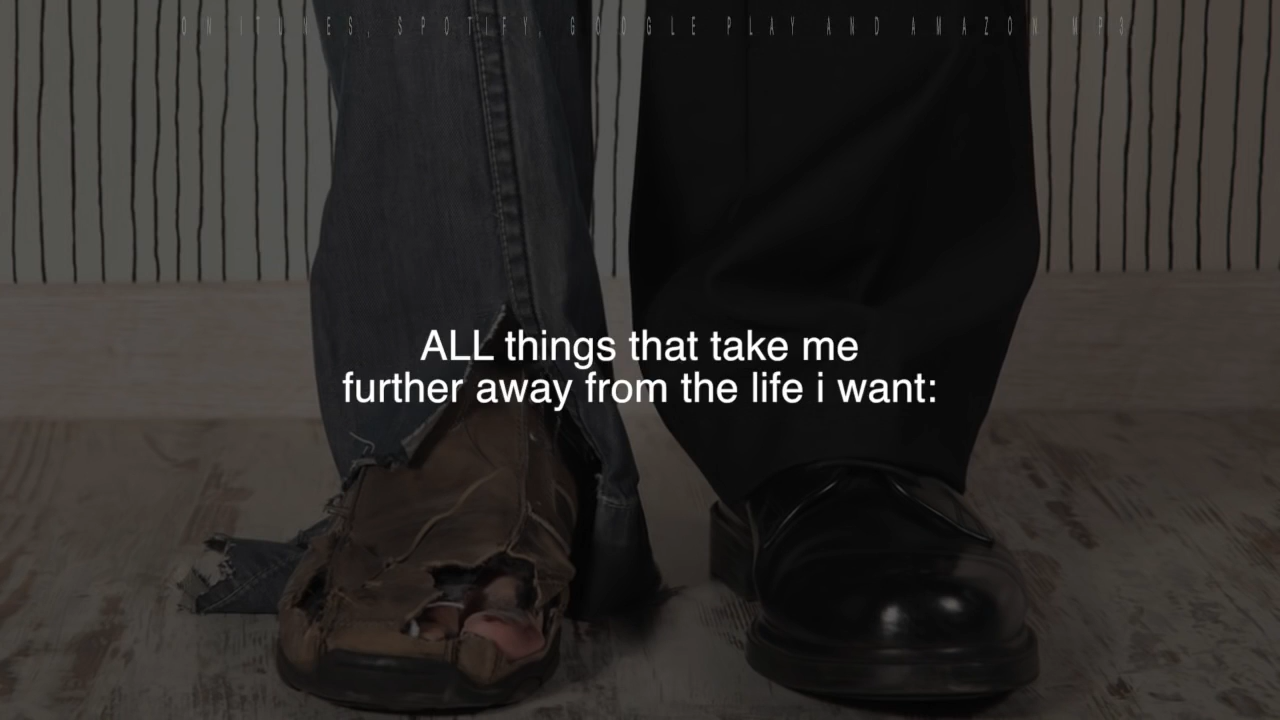 ON ITUNES, SPOTIFY, GOOGLE PLAY AND AMAZON MP3
ALL things that take me
further away from the life i want: